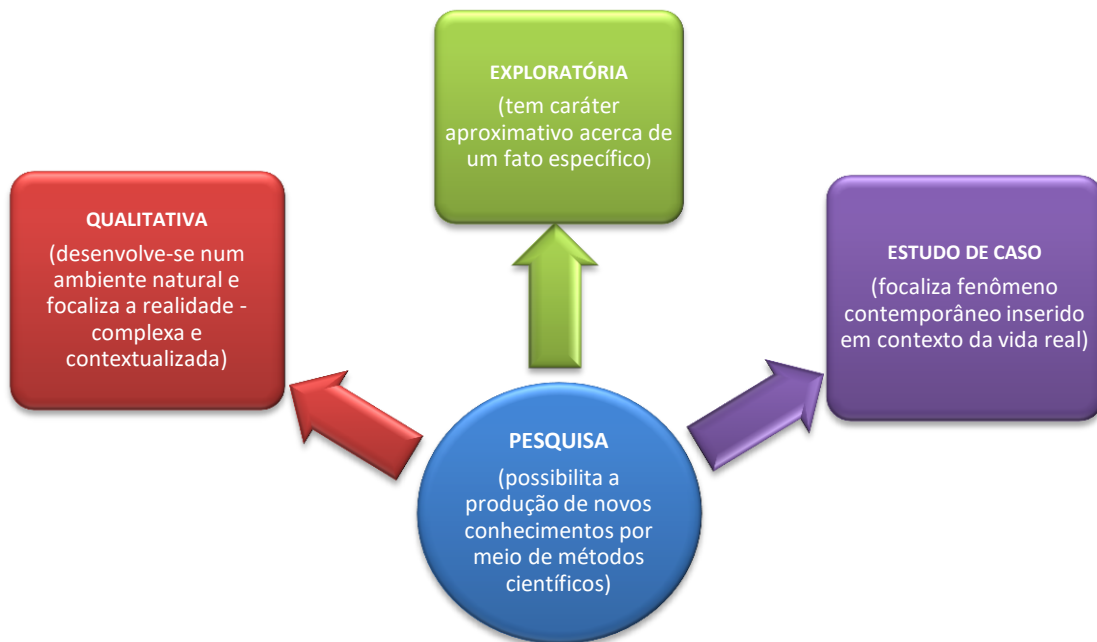 EXPLORATÓRIA
(tem caráter
aproximativo acerca de
um fato específico)
QUALITATIVA
(desenvolve-se num
ambiente natural e
focaliza a realidade -
complexa e
contextualizada)
ESTUDO DE CASO
(focaliza fenômeno
contemporâneo inserido
em contexto da vida real)
PESQUISA
(possibilita a
produção de novos
conhecimentos por
meio de métodos
científicos)